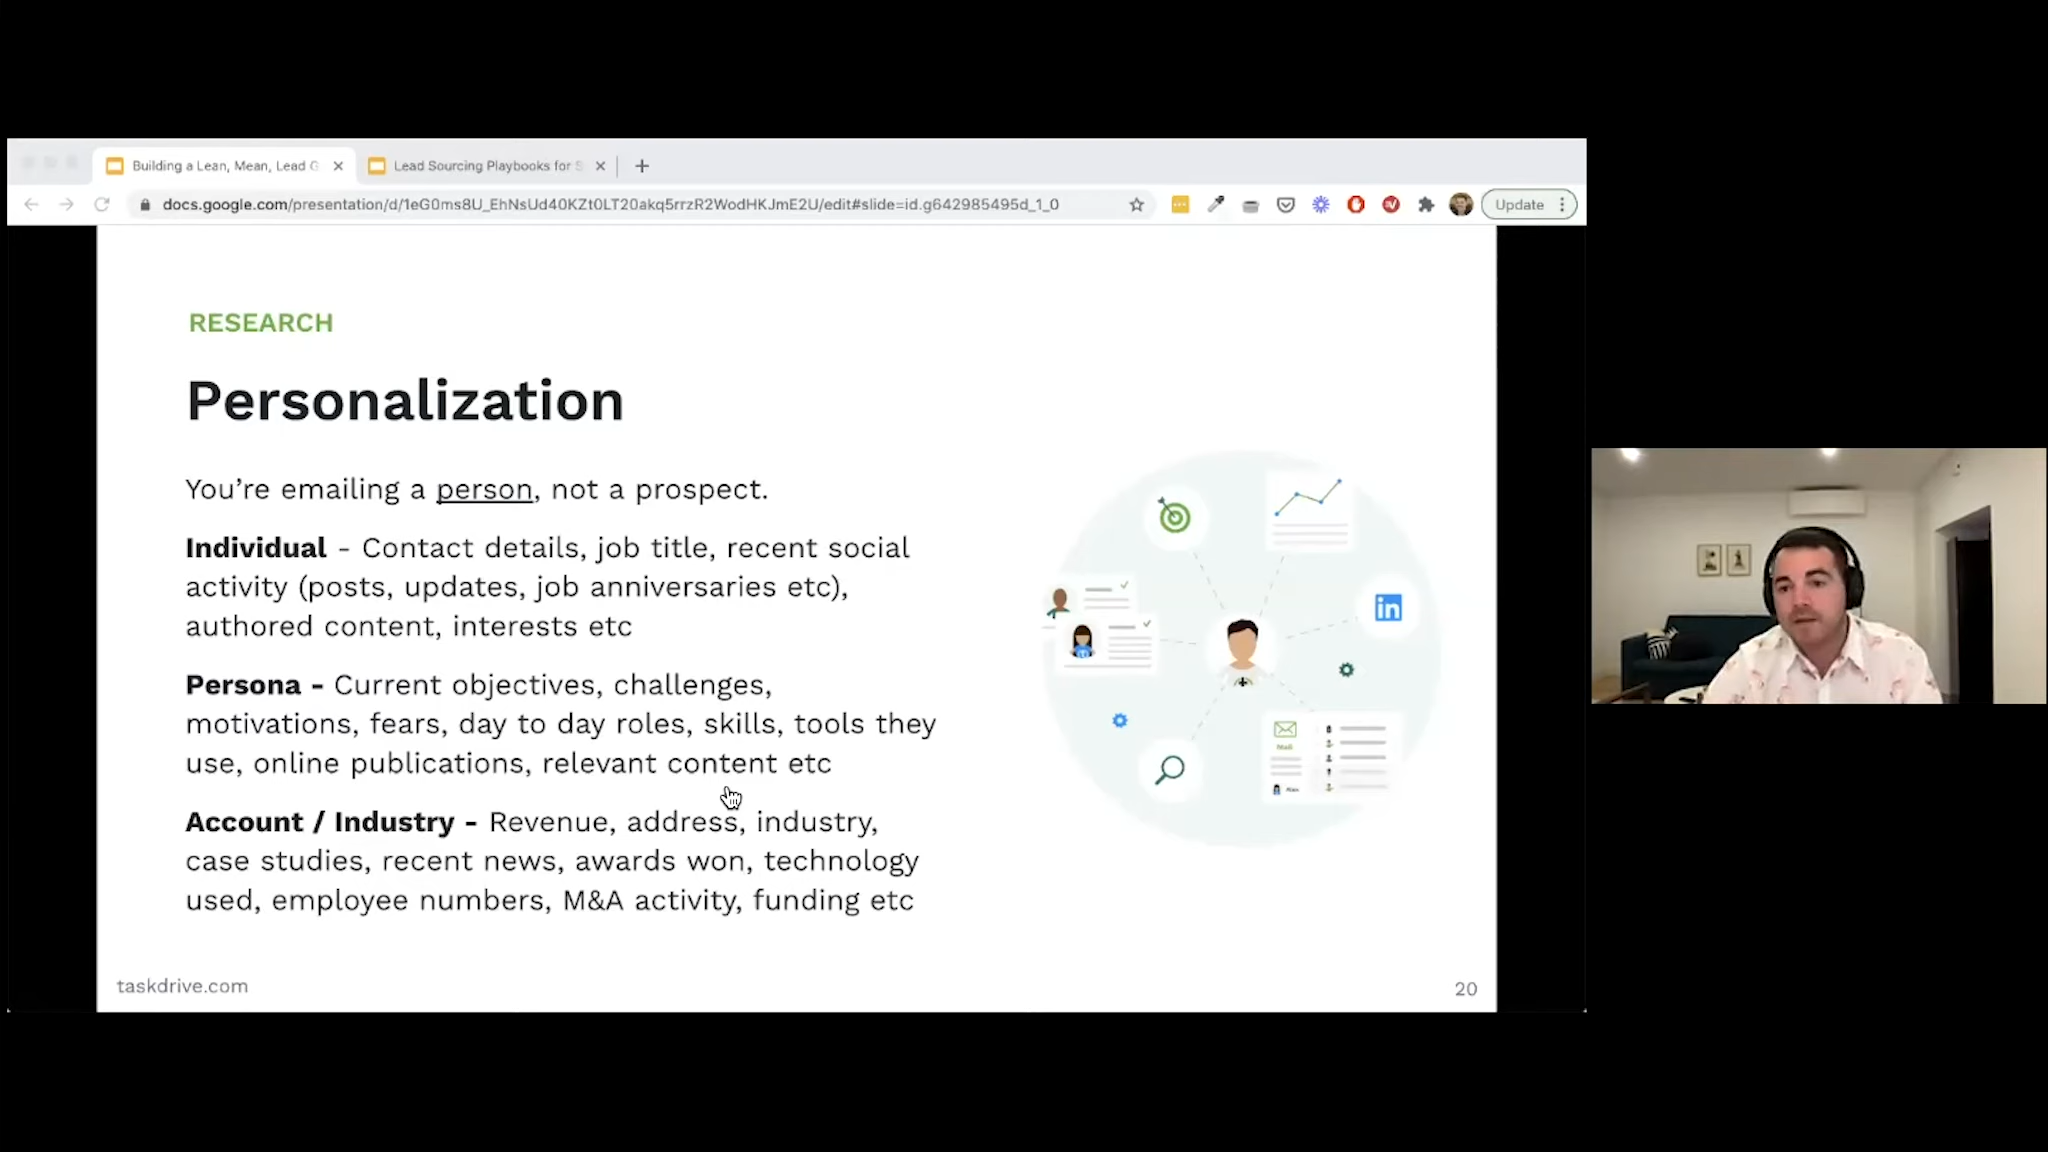 Building a Lean, Mean, Lead G
Lead Sourcing Playbooks for S
docs.google.com/presentation/d/1eG0ms8U_EhNsUd40KZt0LT20akq5rrzR2WodHKJmE2U/edit#slide=id.g642985495d_1_0
Update
RESEARCH
Personalization
You’re emailing a person, not a prospect.
Individual - Contact details, job title, recent social
activity (posts, updates, job anniversaries etc),
authored content, interests etc
Persona - Current objectives, challenges,
motivations, fears, day to day roles, skills, tools they
use, online publications, relevant content etc
Account / Industry - Revenue, address, industry,
case studies, recent news, awards won, technology
used, employee numbers, M&A activity, funding etc
in
Mail
taskdrive.com
20